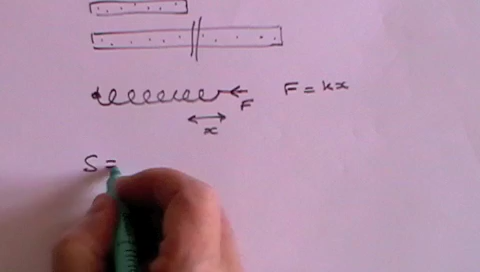 F = kx
F
x
S =